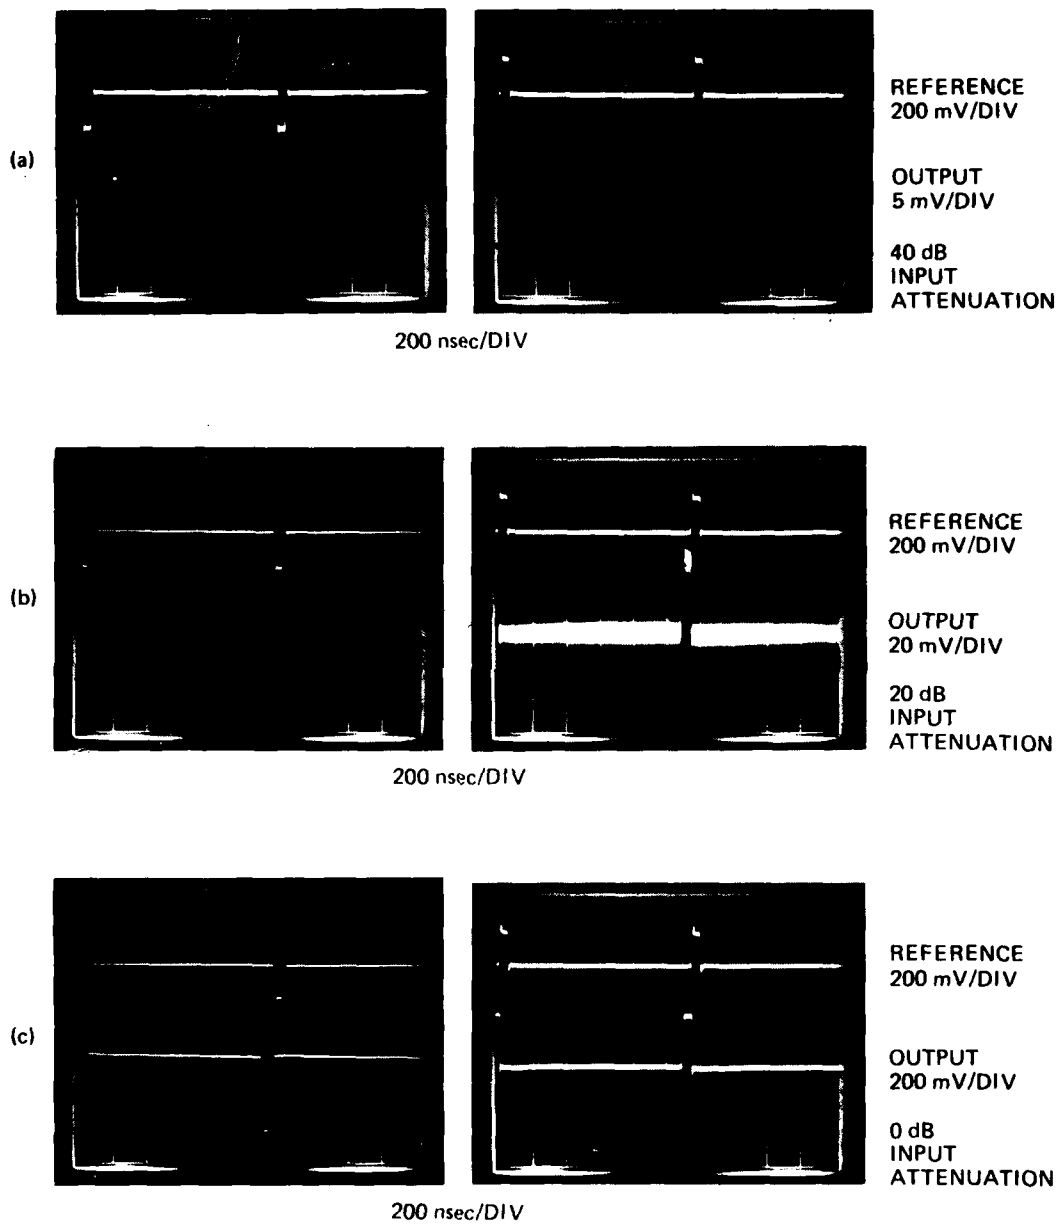 (a)
REFERENCE
200 mV/DIV
OUTPUT
5 mV/DIV
40 dB
INPUT
ATTENUATION
200 nsec/DIV
(b)
REFERENCE
200 mV/DIV
OUTPUT
20 mV/DIV
20 dB
INPUT
ATTENUATION
200 nsec/DIV
(c)
REFERENCE
200 mV/DIV
OUTPUT
200 mV/DIV
0 dB
INPUT
ATTENUATION
200 nsec/DIV